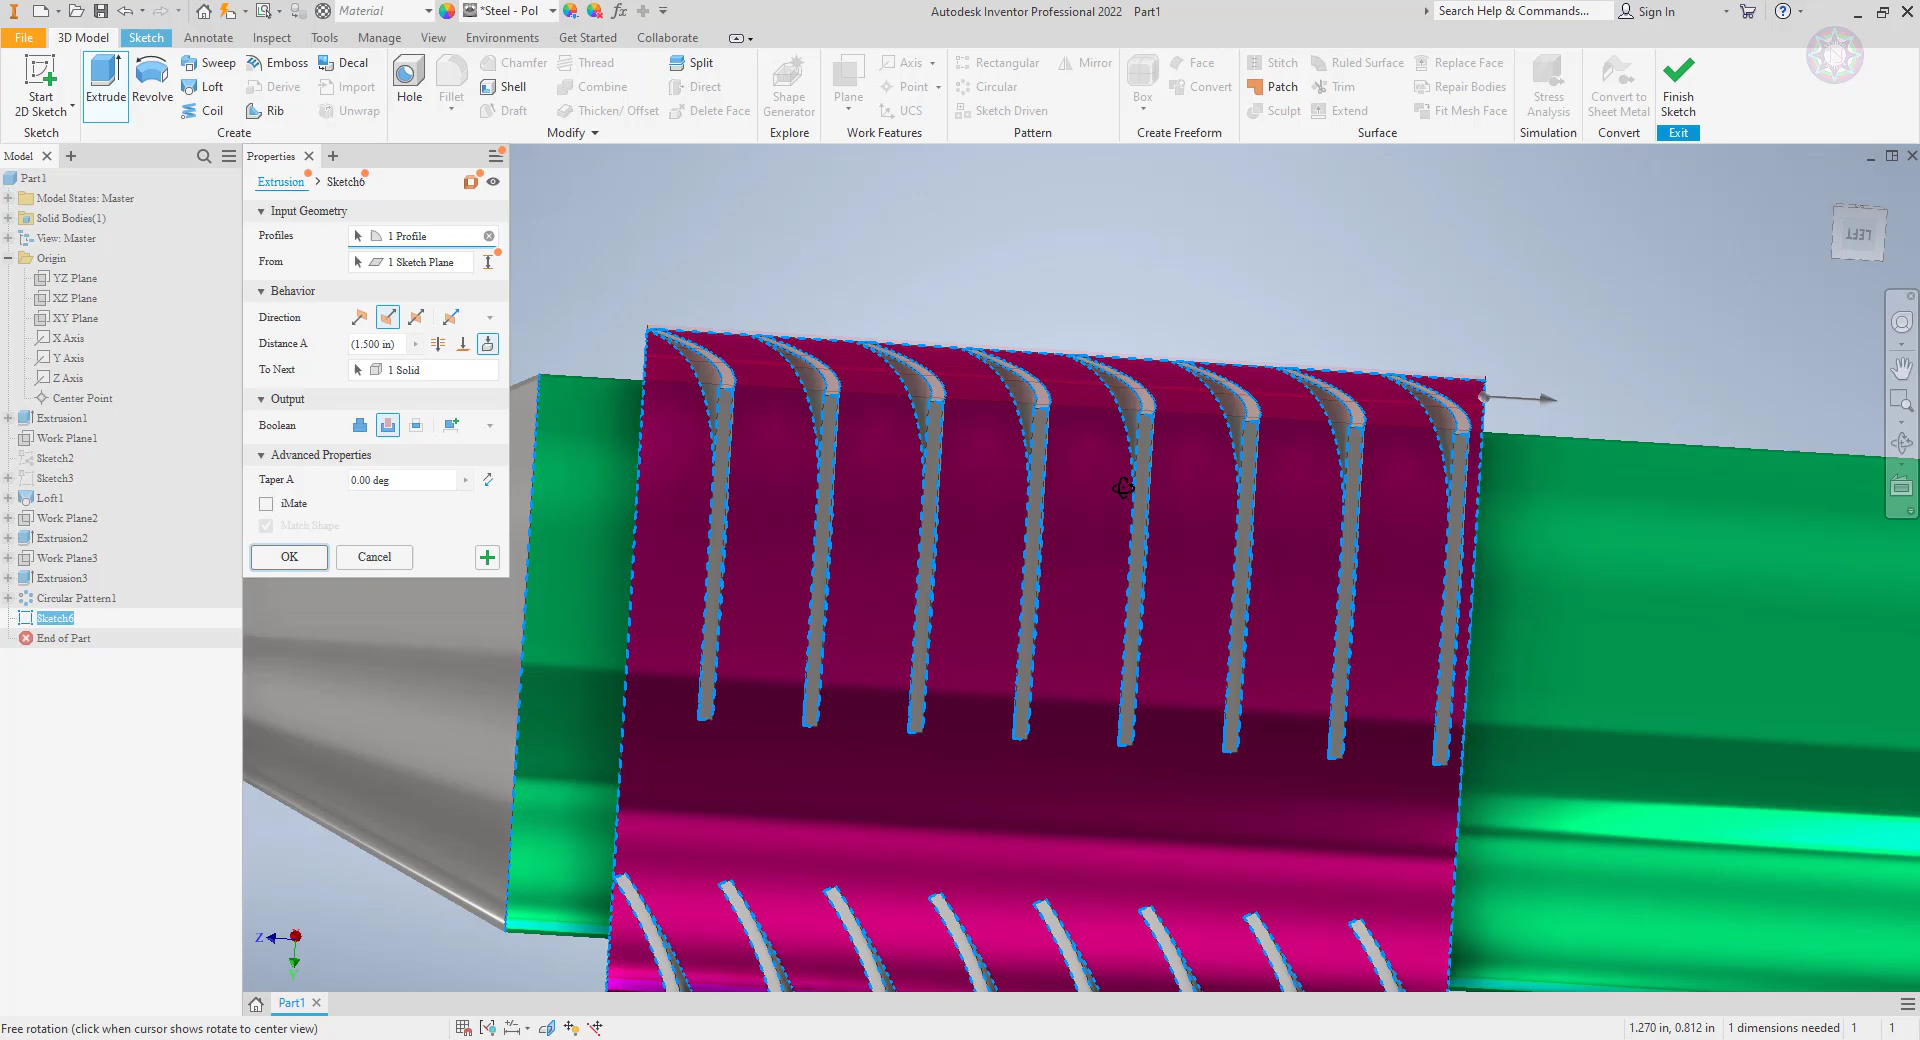 Material
*Steel - Pol
Autodesk Inventor Professional 2022 Part1
Search Help & Commands...
Sign In
File 3D Model Sketch Annotate Inspect Tools Manage View Environments Get Started Collaborate
Start
2D Sketch
Sketch
Extrude
Revolve
Sweep
Loft
Coil
Emboss
Derive
Rib
Decal
Import
Unwrap
Create
Hole
Fillet
Chamfer
Shell
Draft
Thread
Combine
Thicken/ Offset
Split
Direct
Delete Face
Modify
Shape
Generator
Explore
Plane
Axis
Point
UCS
Work Features
Rectangular
Circular
Sketch Driven
Mirror
Pattern
Box
Face
Convert
Create Freeform
Stitch
Patch
Sculpt
Ruled Surface
Trim
Extend
Replace Face
Repair Bodies
Fit Mesh Face
Surface
Stress
Analysis
Simulation
Convert to
Sheet Metal
Convert
Finish
Sketch
Exit
Model
Part1
Model States: Master
Solid Bodies(1)
View: Master
Origin
YZ Plane
XZ Plane
XY Plane
X Axis
Y Axis
Z Axis
Center Point
Extrusion1
Work Plane1
Sketch2
Sketch3
Loft1
Work Plane2
Extrusion2
Work Plane3
Extrusion3
Circular Pattern1
Sketch6
End of Part
Properties
Extrusion > Sketch6
Input Geometry
Profiles 1 Profile
From 1 Sketch Plane
Behavior
Direction
Distance A (1.500 in)
To Next 1 Solid
Output
Boolean
Advanced Properties
Taper A 0.00 deg
iMate
Match Shape
OK Cancel
LEFT
Z
Y
Part1
Free rotation (click when cursor shows rotate to center view)
1.270 in, 0.812 in 1 dimensions needed 1 1